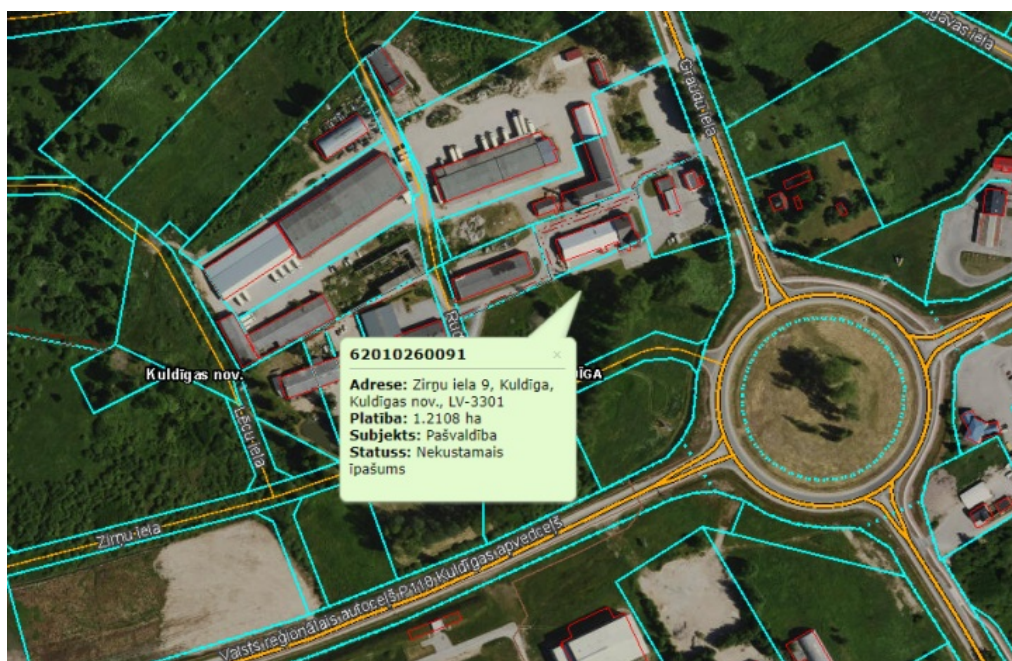 Graudu iela
62010260091
Adrese: Zirņu iela 9, Kuldīga,
Kuldīgas nov., LV-3301
Platība: 1.2108 ha
Subjekts: Pašvaldība
Statuss: Nekustamais
īpašums
Kuldīgas nov.
Lēcu iela
Zirņu iela
Valsts reģionālais autoceļš P118 Kuldīgas apvedceļš